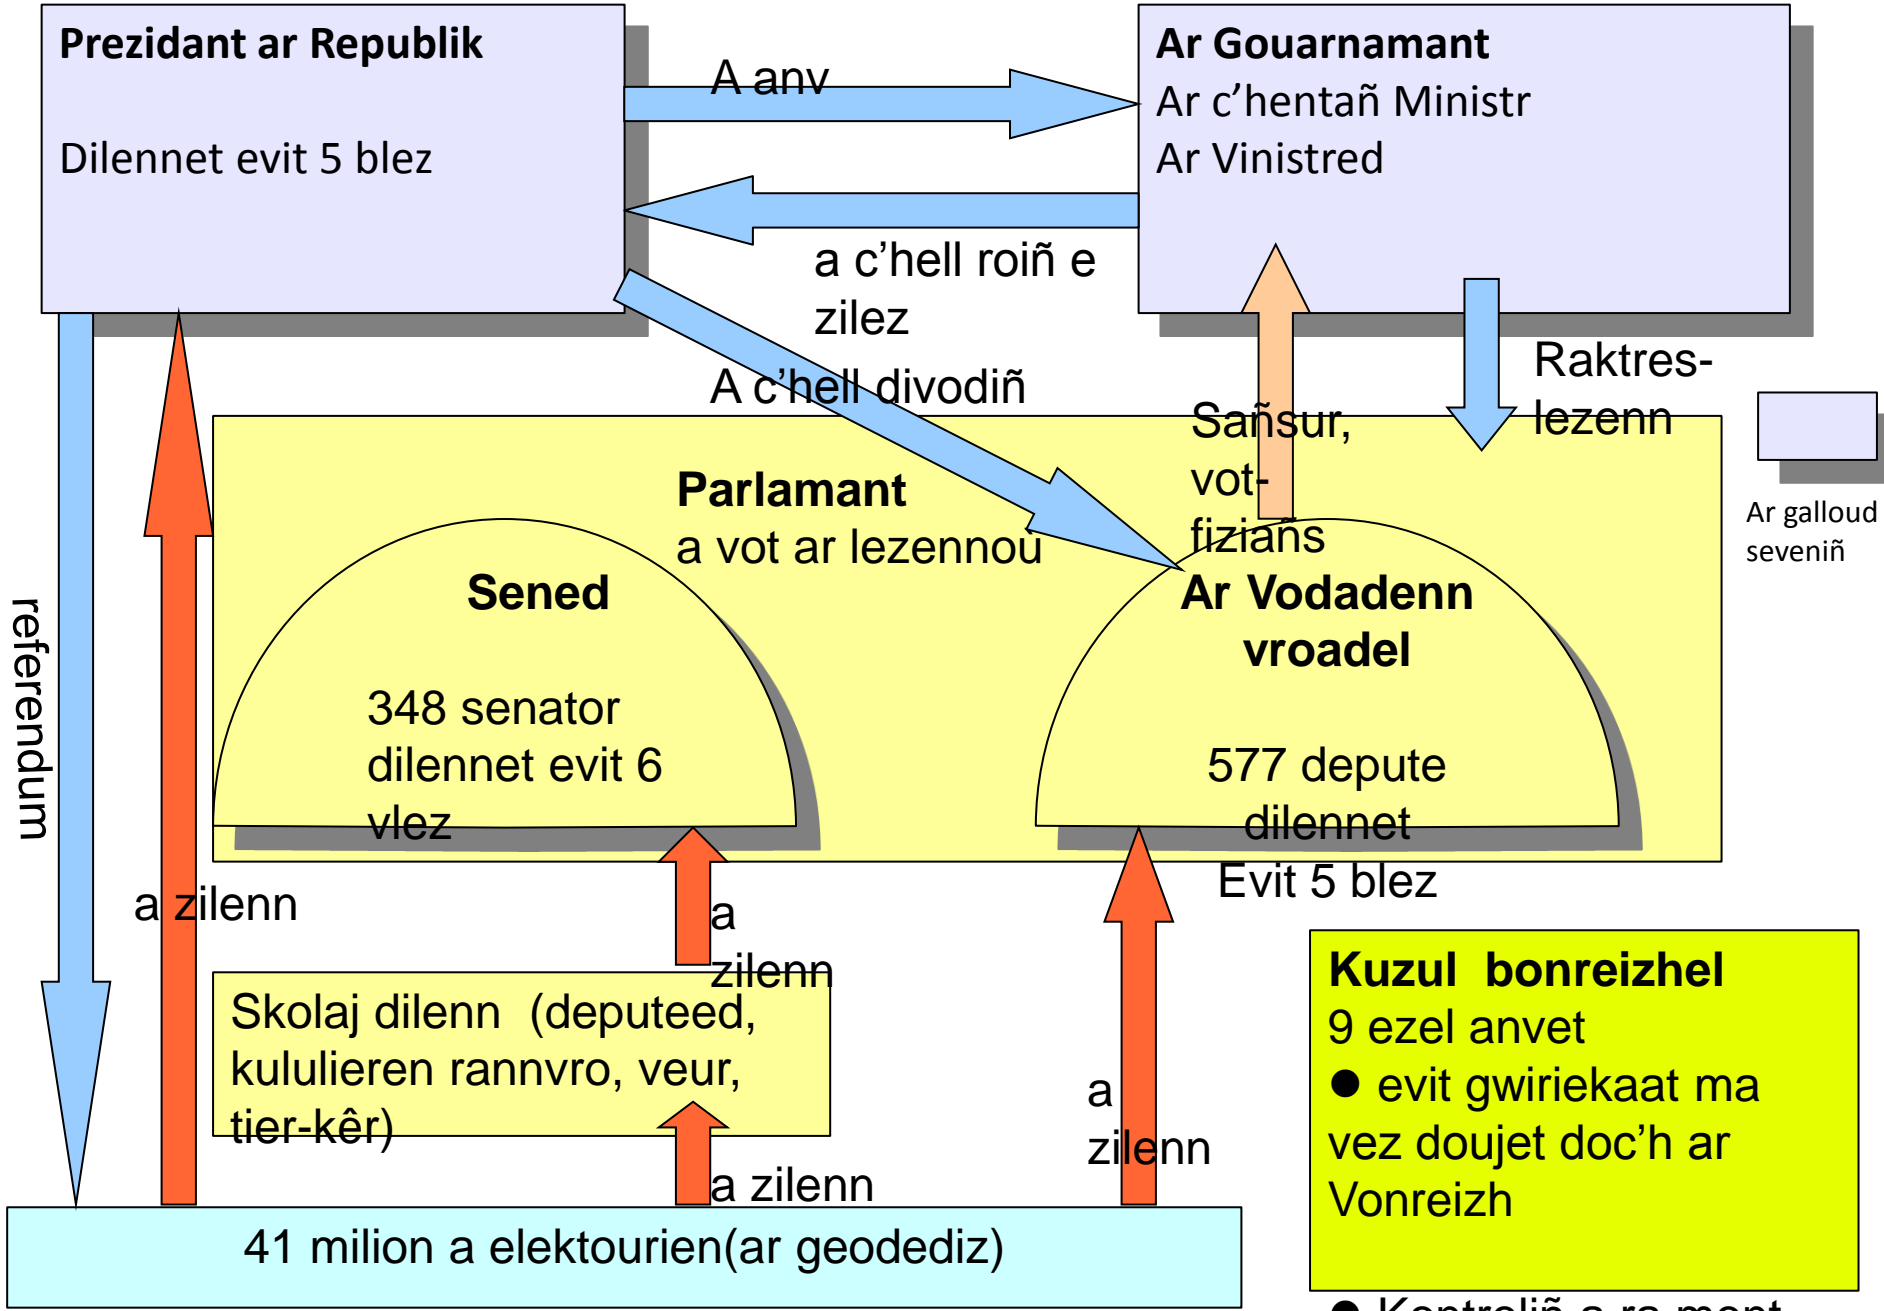 Prezidant ar Republik
Dilennet evit 5 blez
A anv
Ar Gouarnamant
Ar c’hentañ Ministr
Ar Vinistred
a c’hell roiñ e
zilez
A c’hell divodiñ
Sañsur,
vot-
fiziañs
Raktres-
lezenn
Ar galloud
seveniñ
Parlamant
a vot ar lezennoù
Sened
348 senator
dilennet evit 6
vlez
Ar Vodadenn
vroadel
577 depute
dilennet
Evit 5 blez
referendum
a zilenn
a
zilenn
Skolaj dilenn (deputeed,
kululieren rannvro, veur,
tier-kêr)
a zilenn
a
zilenn
Kuzul bonreizhel
9 ezel anvet
● evit gwiriekaat ma
vez doujet doc’h ar
Vonreizh
● Kontroliñ a ra mont
41 milion a elektourien(ar geodediz)